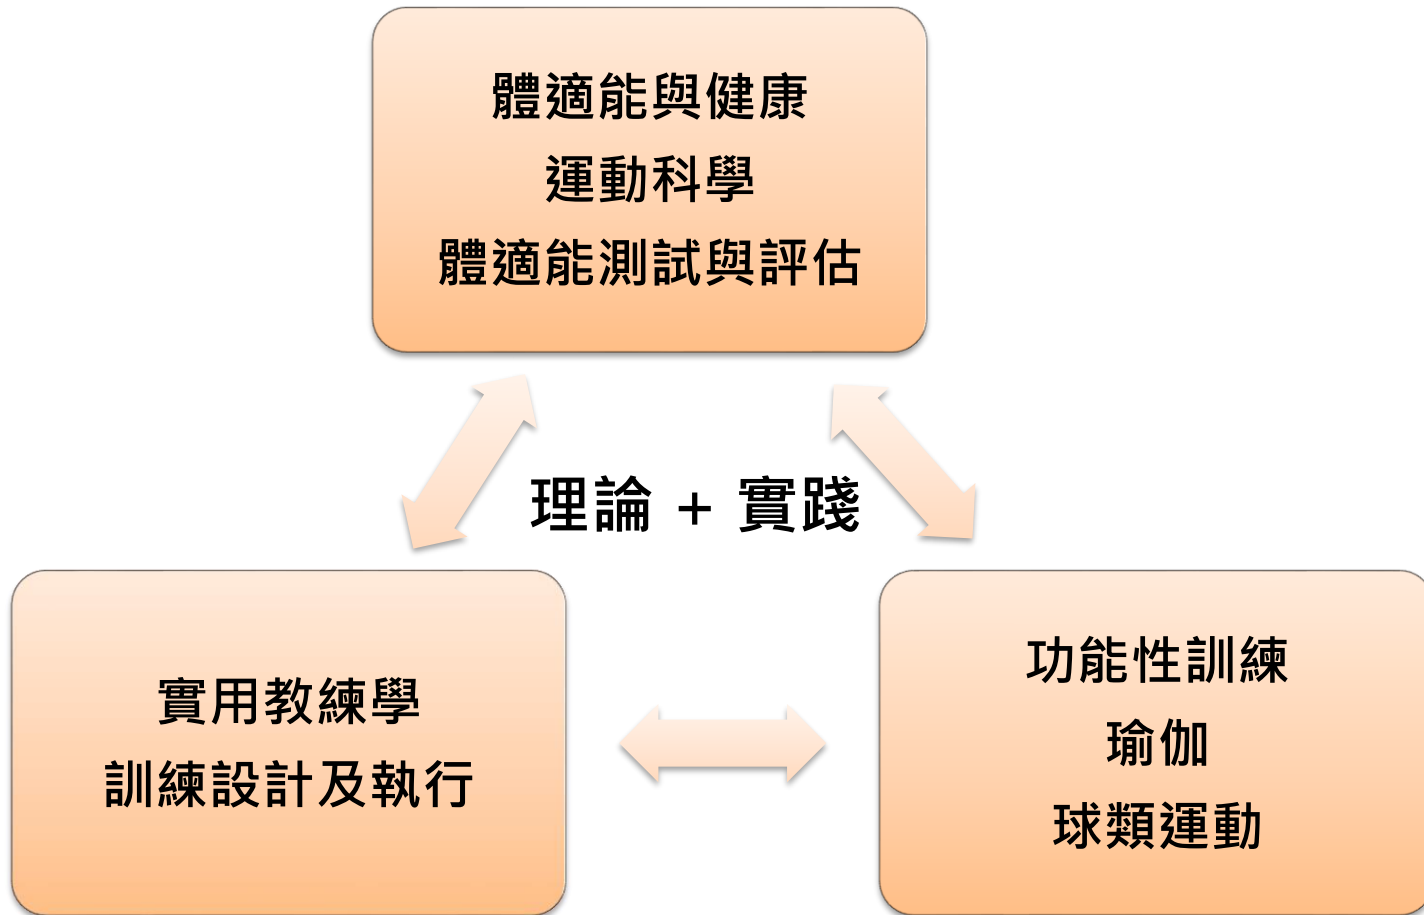 體適能與健康
運動科學
體適能測試與評估
理論 + 實踐
實用教練學
訓練設計及執行
功能性訓練
瑜伽
球類運動